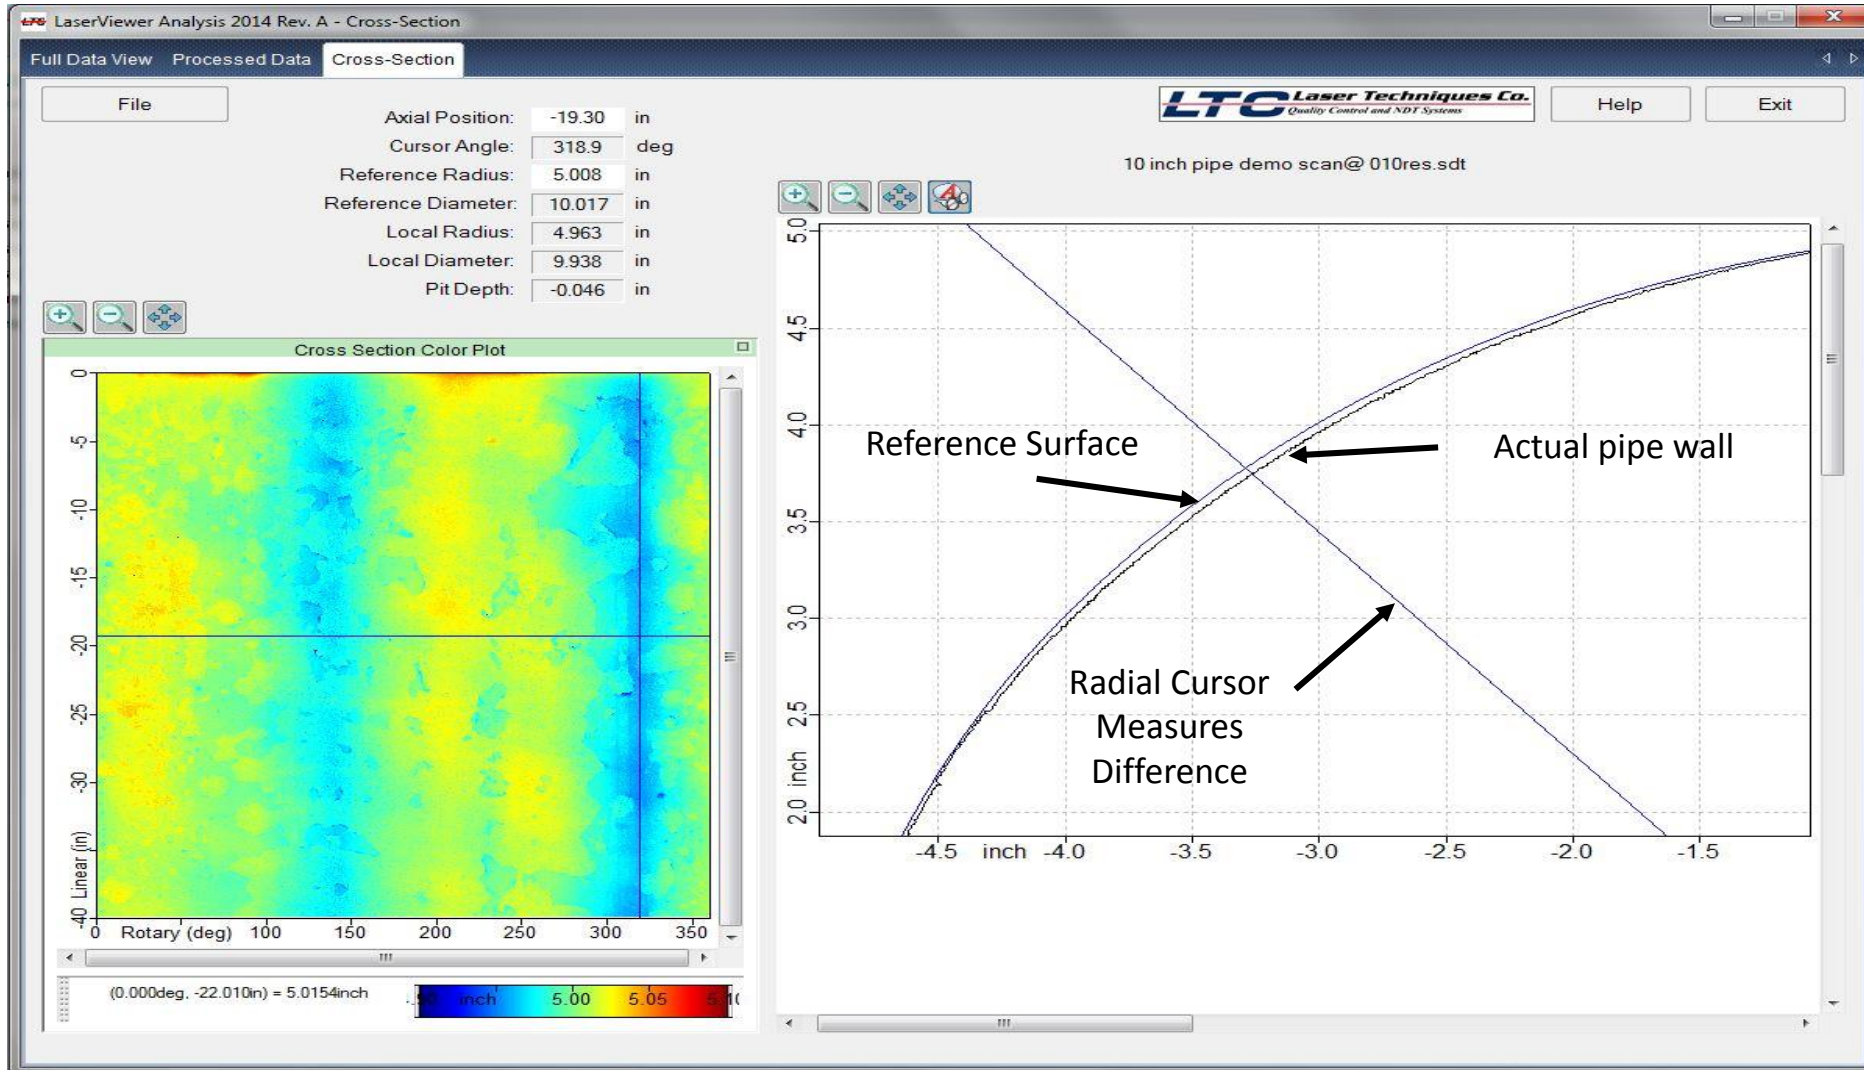 LTC LaserViewer Analysis 2014 Rev. A - Cross-Section
Full Data View Processed Data Cross-Section
File
LTC Laser Techniques Co.
Quality Control and NDT Systems
Help
Exit
Axial Position: -19.30 in
Cursor Angle: 318.9 deg
Reference Radius: 5.008 in
Reference Diameter: 10.017 in
Local Radius: 4.963 in
Local Diameter: 9.938 in
Pit Depth: -0.046 in
Cross Section Color Plot
0
-5
-10
-15
-20
-25
-30
-40 Linear (in)
0 Rotary (deg) 100 150 200 250 300 350
(0.000deg, -22.010in) = 5.0154inch
inch 5.00 5.05
10 inch pipe demo scan@ 010res.sdt
5.0
4.5
4.0
3.5
3.0
2.5
2.0 inch
-4.5 inch -4.0 -3.5 -3.0 -2.5 -2.0 -1.5
Reference Surface
Actual pipe wall
Radial Cursor
Measures
Difference